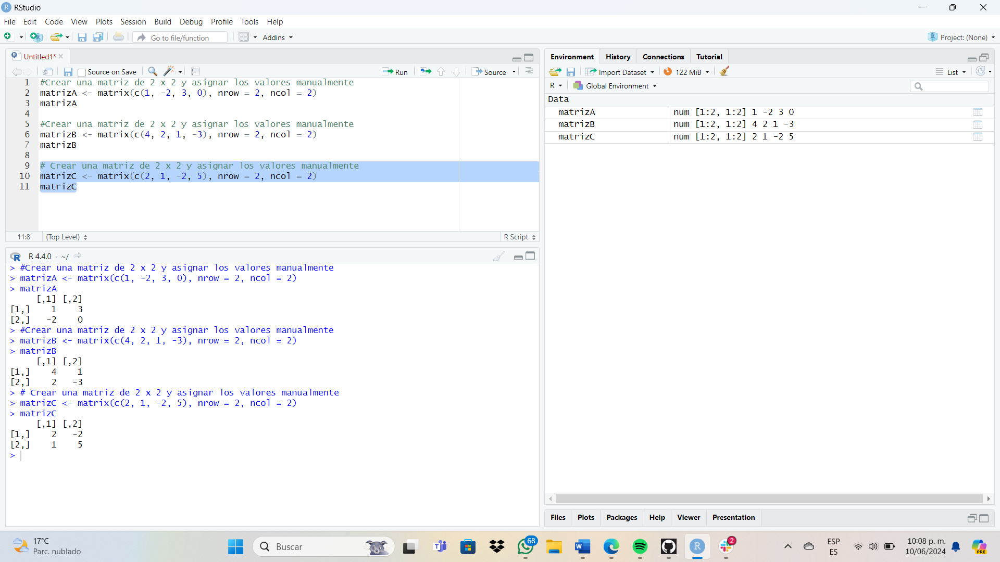 RStudio
File Edit Code View Plots Session Build Debug Profile Tools Help
Go to file/function Addins Project: (None)
Untitled1*
Source on Save Run Source
1 #Crear una matriz de 2 x 2 y asignar los valores manualmente
2 matrizA <- matrix(c(1, -2, 3, 0), nrow = 2, ncol = 2)
3 matrizA
4
5 #Crear una matriz de 2 x 2 y asignar los valores manualmente
6 matrizB <- matrix(c(4, 2, 1, -3), nrow = 2, ncol = 2)
7 matrizB
8
9 # Crear una matriz de 2 x 2 y asignar los valores manualmente
10 matrizC <- matrix(c(2, 1, -2, 5), nrow = 2, ncol = 2)
11 matrizC
11:8 (Top Level) R Script
R 4.4.0 · ~/
> #Crear una matriz de 2 x 2 y asignar los valores manualmente
> matrizA <- matrix(c(1, -2, 3, 0), nrow = 2, ncol = 2)
> matrizA
[,1] [,2]
[1,] 1 3
[2,] -2 0
> #Crear una matriz de 2 x 2 y asignar los valores manualmente
> matrizB <- matrix(c(4, 2, 1, -3), nrow = 2, ncol = 2)
> matrizB
[,1] [,2]
[1,] 4 1
[2,] 2 -3
> # Crear una matriz de 2 x 2 y asignar los valores manualmente
> matrizC <- matrix(c(2, 1, -2, 5), nrow = 2, ncol = 2)
> matrizC
[,1] [,2]
[1,] 2 -2
[2,] 1 5
>
Environment History Connections Tutorial
Import Dataset 122 MiB List
R Global Environment
Data
matrizA num [1:2, 1:2] 1 -2 3 0
matrizB num [1:2, 1:2] 4 2 1 -3
matrizC num [1:2, 1:2] 2 1 -2 5
Files Plots Packages Help Viewer Presentation
17°C
Parc. nublado
Buscar
68
2
ESP
ES
10:08 p. m.
10/06/2024
PRE